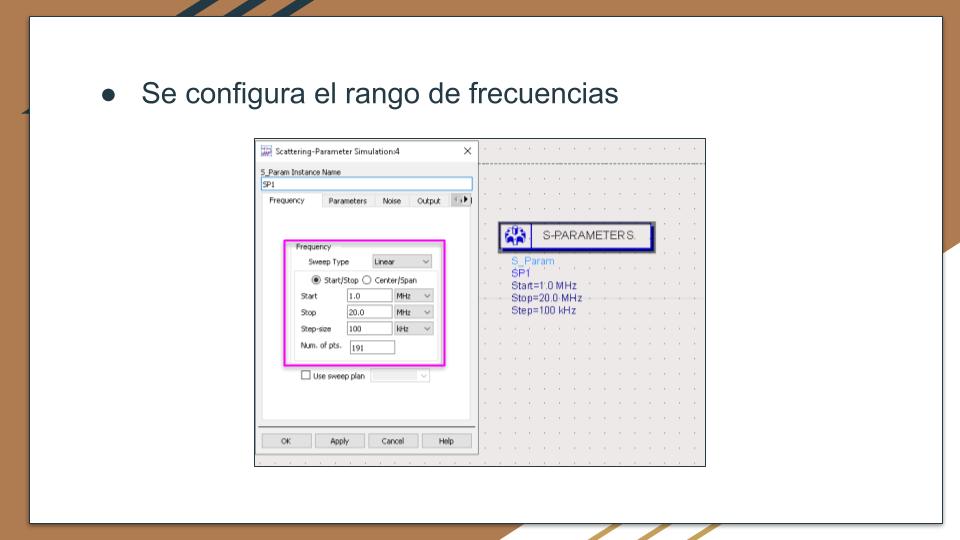 ● Se configura el rango de frecuencias
Scattering-Parameter Simulation:4
S_Param Instance Name
SP1
Frequency Parameters Noise Output
Frequency
Sweep Type Linear
Start/Stop Center/Span
Start 1.0 MHz
Stop 20.0 MHz
Step-size 100 kHz
Num. of pts. 191
Use sweep plan
OK Apply Cancel Help
S-PARAMETERS
S_Param
SP1
Start=1.0 MHz
Stop=20.0 MHz
Step=100 kHz